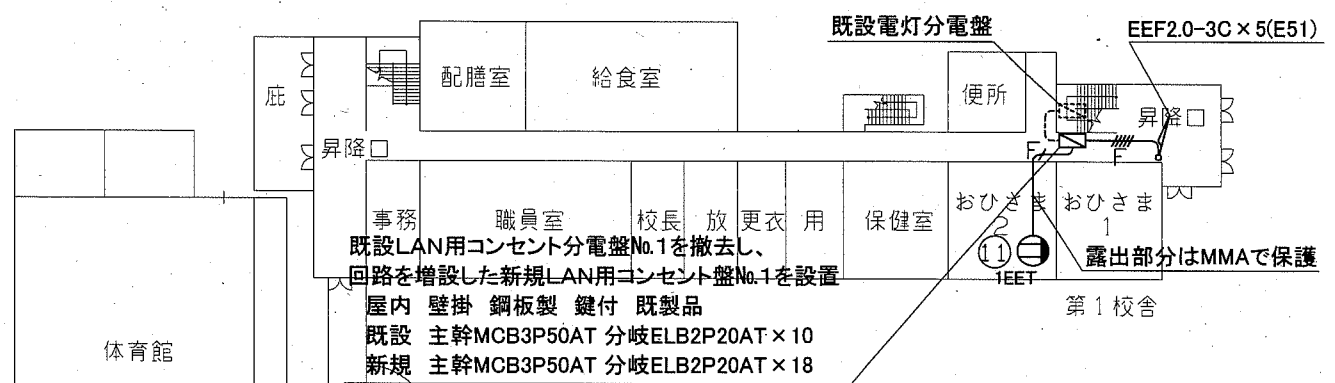 既設電灯分電盤
EEF2.0-3C×5(E51)
配膳室
給食室
便所
庇
昇降口
昇降口
F
F
事務
職員室
校長
放
更衣
用
保健室
おひさま
2
おひさま
1
11
1EET
既設LAN用コンセント分電盤No.1を撤去し、
回路を増設した新規LAN用コンセント盤No.1を設置
露出部分はMMAで保護
屋内 壁掛 鋼板製 鍵付 既製品
第1校舎
既設 主幹MCB3P50AT 分岐ELB2P20AT×10
体育館
新規 主幹MCB3P50AT 分岐ELB2P20AT×18